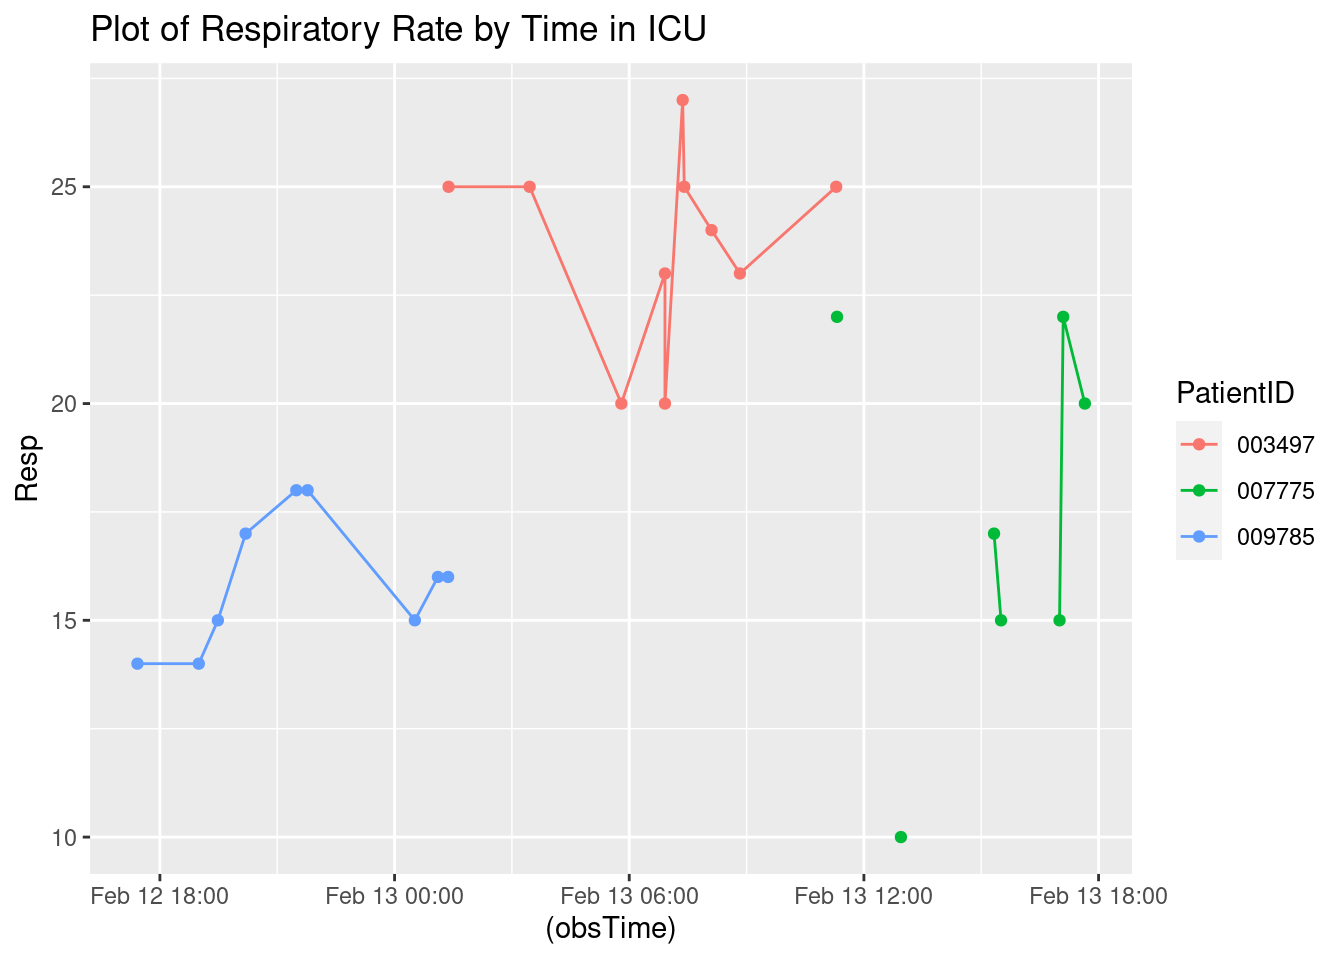 Plot of Respiratory Rate by Time in ICU
Resp
25
20
15
10
Feb 12 18:00
Feb 13 00:00
Feb 13 06:00
Feb 13 12:00
Feb 13 18:00
(obsTime)
PatientID
003497
007775
009785